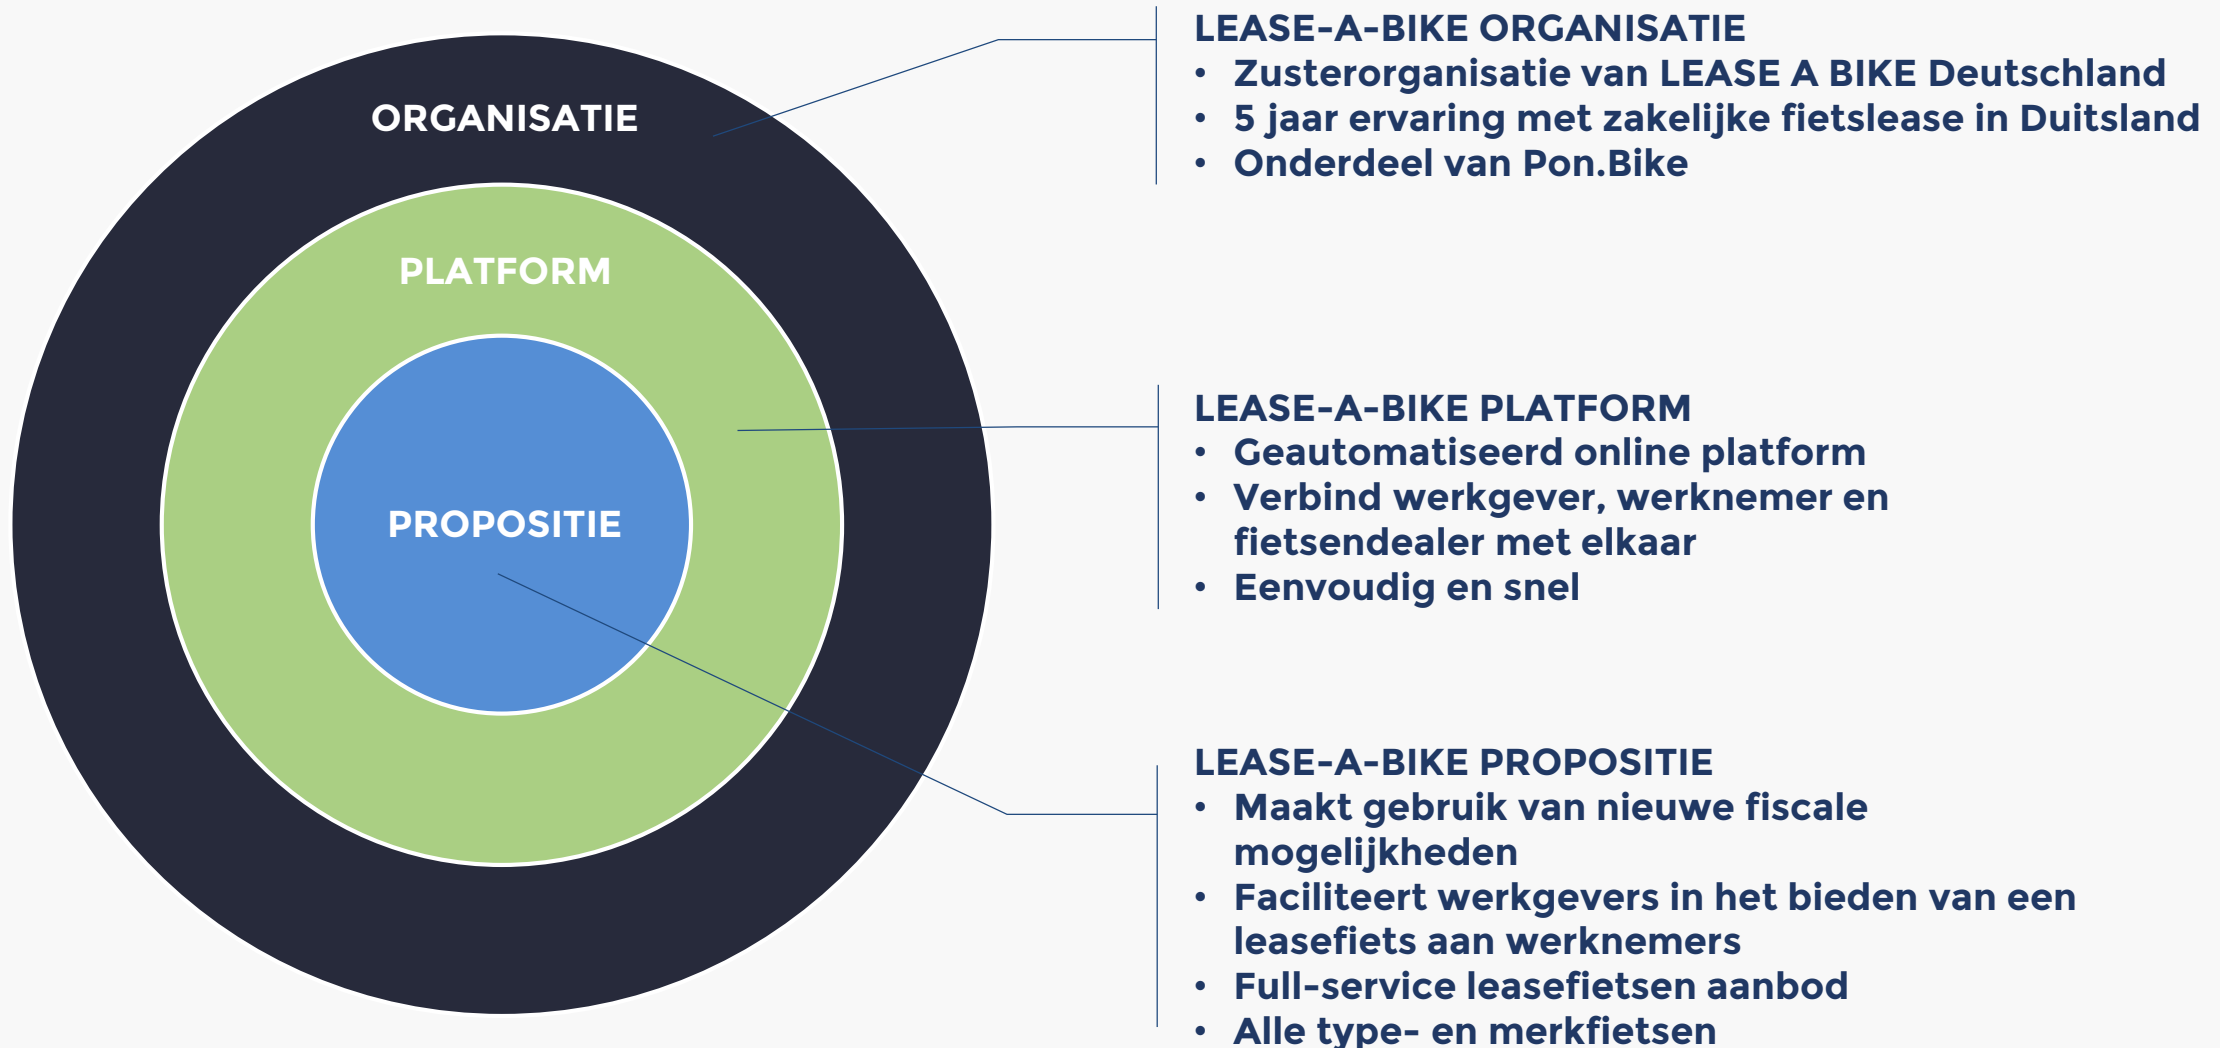 ORGANISATIE
PLATFORM
PROPOSITIE
LEASE-A-BIKE ORGANISATIE
• Zusterorganisatie van LEASE A BIKE Deutschland
• 5 jaar ervaring met zakelijke fietslease in Duitsland
• Onderdeel van Pon.Bike
LEASE-A-BIKE PLATFORM
• Geautomatiseerd online platform
• Verbind werkgever, werknemer en
fietsendealer met elkaar
• Eenvoudig en snel
LEASE-A-BIKE PROPOSITIE
• Maakt gebruik van nieuwe fiscale
mogelijkheden
• Faciliteert werkgevers in het bieden van een
leasefiets aan werknemers
• Full-service leasefietsen aanbod
• Alle type- en merkfietsen